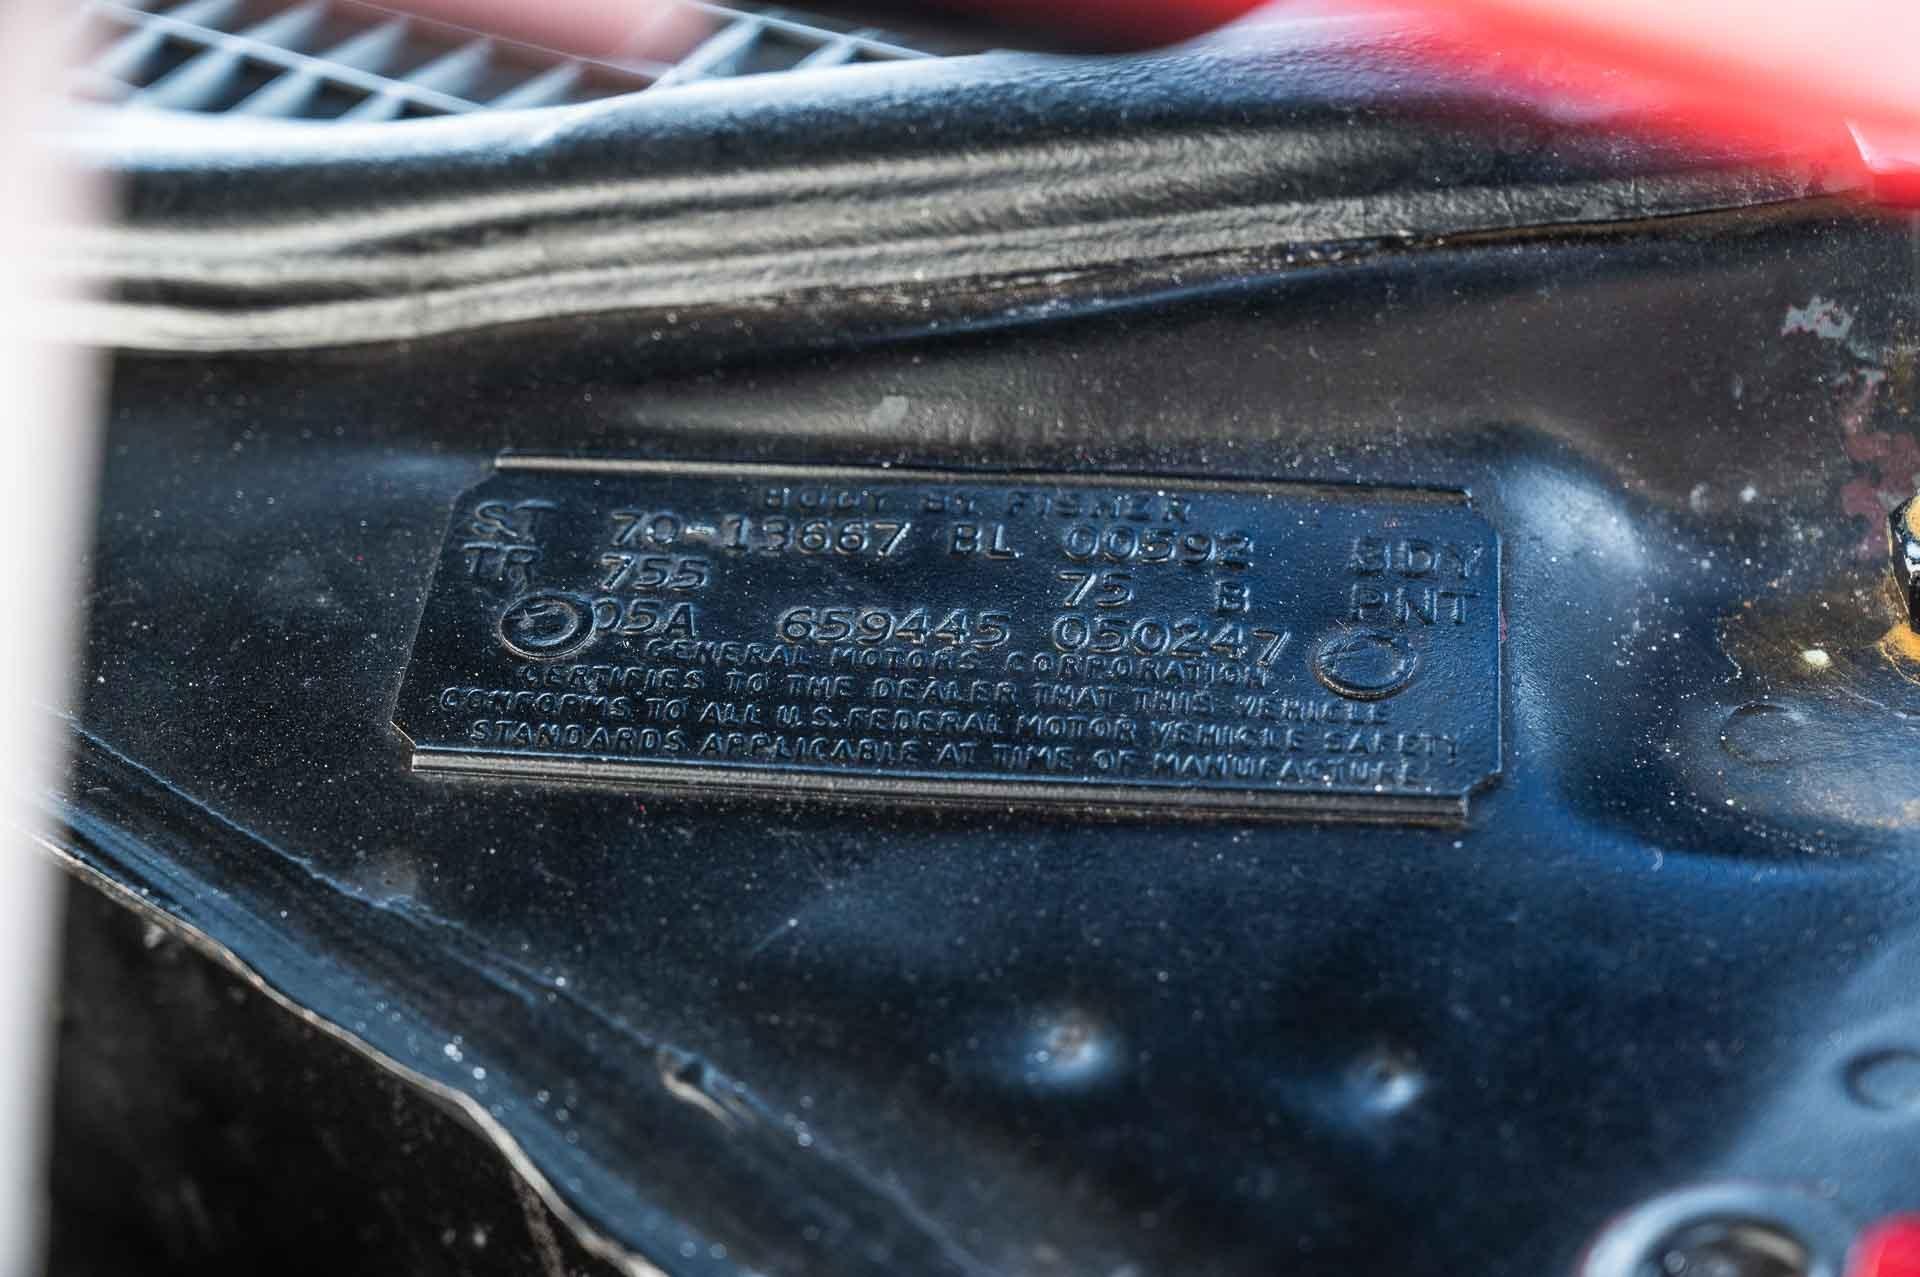 BODY BY FISHER
ST 70-13667 BL 00592 BDY
TR 755 75 B PNT
05A 659445 050247
GENERAL MOTORS CORPORATION
CERTIFIES TO THE DEALER THAT THIS VEHICLE
CONFORMS TO ALL U.S. FEDERAL MOTOR VEHICLE SAFETY
STANDARDS APPLICABLE AT TIME OF MANUFACTURE